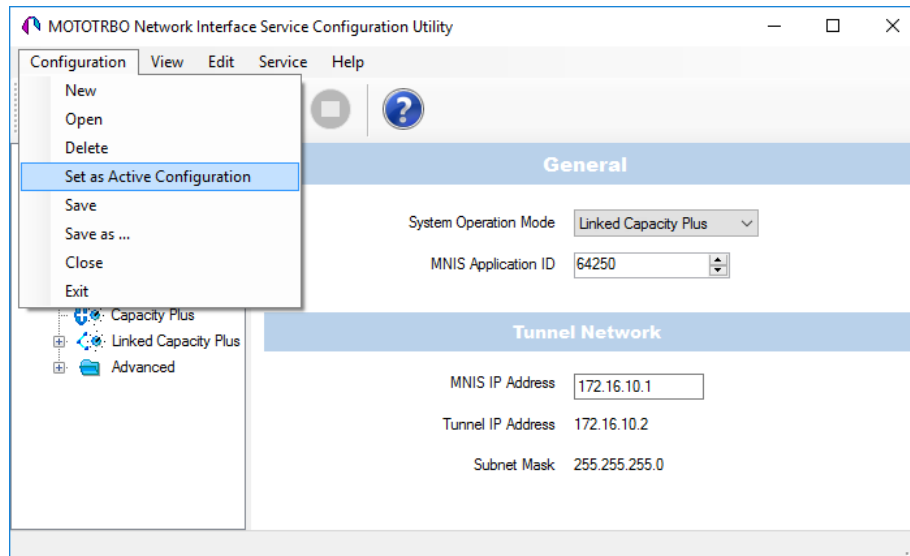 MOTOTRBO Network Interface Service Configuration Utility
Configuration View Edit Service Help
New
Open
Delete
Set as Active Configuration
Save
Save as ...
Close
Exit
Capacity Plus
Linked Capacity Plus
Advanced
General
System Operation Mode Linked Capacity Plus
MNIS Application ID 64250
Tunnel Network
MNIS IP Address 172.16.10.1
Tunnel IP Address 172.16.10.2
Subnet Mask 255.255.255.0